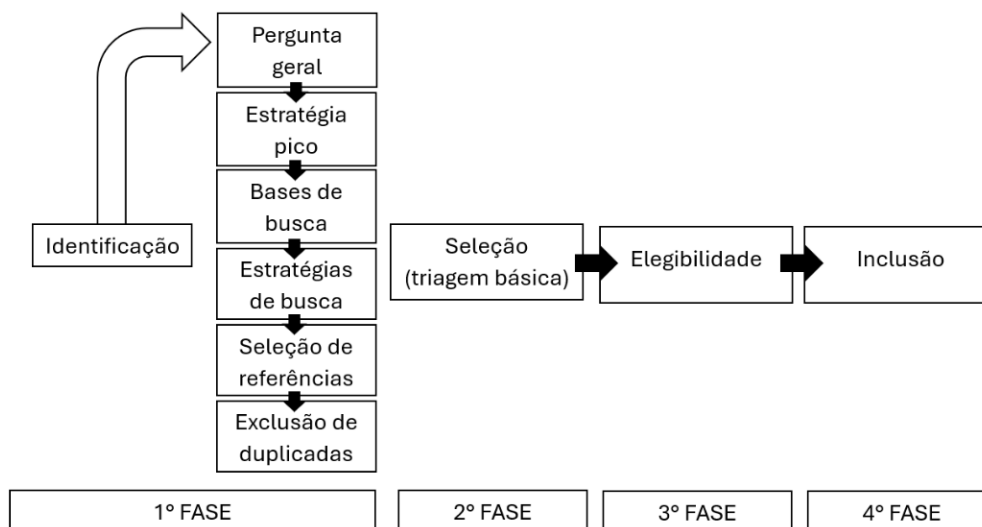 Pergunta
geral
Estratégia
pico
Bases de
busca
Identificação
Estratégias
de busca
Seleção de
referências
Exclusão de
duplicadas
Seleção
(triagem básica)
Elegibilidade
Inclusão
1° FASE
2° FASE
3° FASE
4° FASE